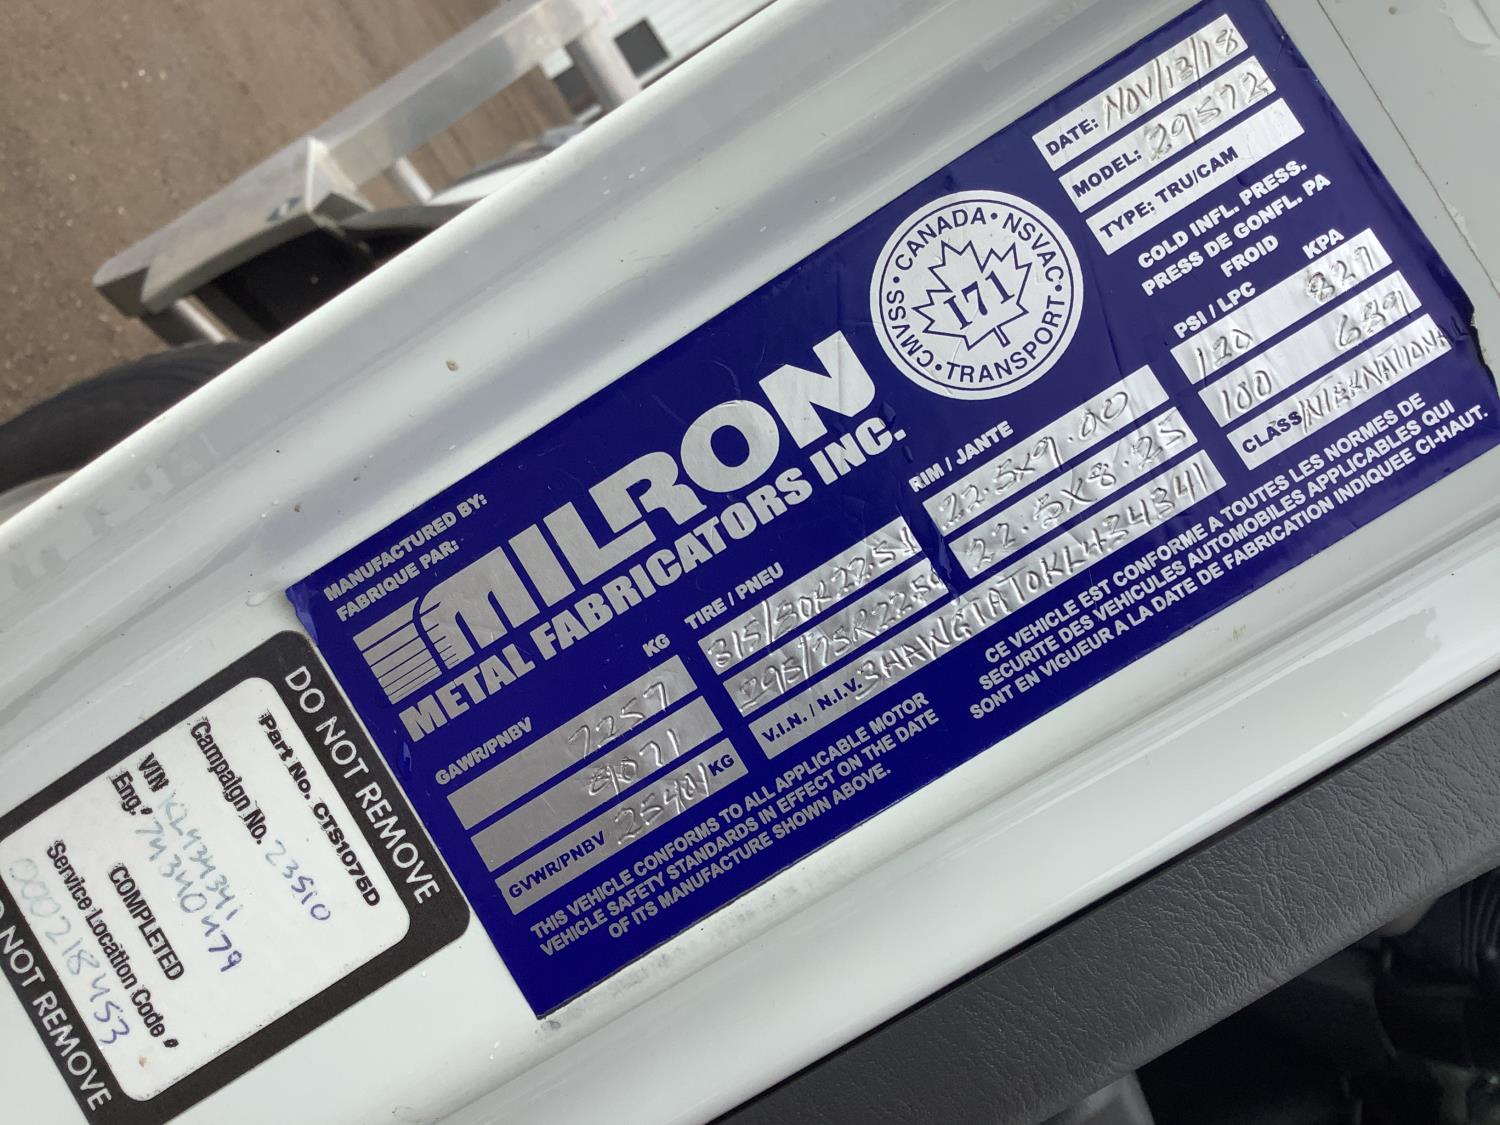 MANUFACTURED BY:
FABRIQUE PAR:
MILRON
METAL FABRICATORS INC.
CANADA • NSVAC • TRANSPORT • CMVSS •
171
DATE: NOV/13/18
MODEL: 29572
TYPE: TRU/CAM
COLD INFL. PRESS.
PRESS DE GONFL. PA
FROID
GAWR/PNBV KG TIRE / PNEU RIM / JANTE PSI / LPC KPA
7257 315/80R22.5L 22.5X9.00 120 827
9071 295/75R22.5G 22.5X8.25 100 689
GVWR/PNBV 25401 KG V.I.N. / N.I.V. 3HAWGTAT0KL434341 CLASS INTERNATIONAL
THIS VEHICLE CONFORMS TO ALL APPLICABLE MOTOR
VEHICLE SAFETY STANDARDS IN EFFECT ON THE DATE
OF ITS MANUFACTURE SHOWN ABOVE.
CE VEHICLE EST CONFORME A TOUTES LES NORMES DE
SECURITE DES VEHICULES AUTOMOBILES APPLICABLES QUI
SONT EN VIGUEUR A LA DATE DE FABRICATION INDIQUEE CI-HAUT.
DO NOT REMOVE
Part No. CTS1075D
Campaign No. 23510
COMPLETED
VIN KL434341
Eng.# 74340479
Service Location Code #
000218453
DO NOT REMOVE